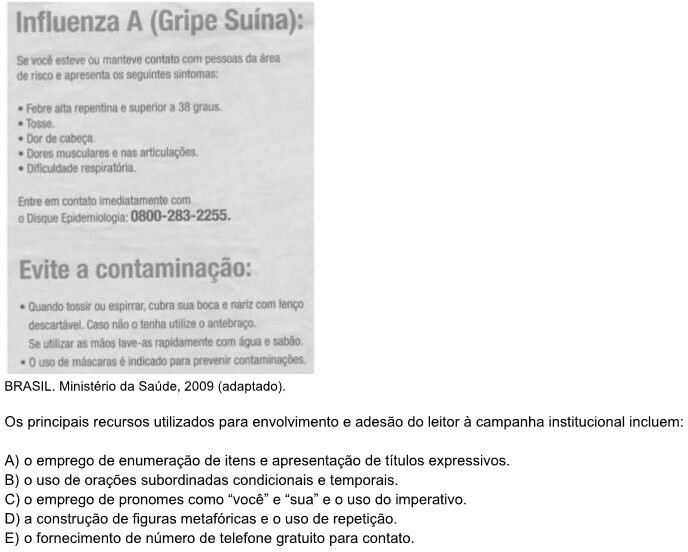 Influenza A (Gripe Suína):
Se você esteve ou manteve contato com pessoas da área
de risco e apresenta os seguintes sintomas:
• Febre alta repentina e superior a 38 graus.
• Tosse.
• Dor de cabeça.
• Dores musculares e nas articulações.
• Dificuldade respiratória.
Entre em contato imediatamente com
o Disque Epidemiologia: 0800-283-2255.
Evite a contaminação:
• Quando tossir ou espirrar, cubra sua boca e nariz com lenço
descartável. Caso não o tenha utilize o antebraço.
Se utilizar as mãos lave-as rapidamente com água e sabão.
• O uso de máscaras é indicado para prevenir contaminações.
BRASIL. Ministério da Saúde, 2009 (adaptado).
Os principais recursos utilizados para envolvimento e adesão do leitor à campanha institucional incluem:
A) o emprego de enumeração de itens e apresentação de títulos expressivos.
B) o uso de orações subordinadas condicionais e temporais.
C) o emprego de pronomes como “você” e “sua” e o uso do imperativo.
D) a construção de figuras metafóricas e o uso de repetição.
E) o fornecimento de número de telefone gratuito para contato.